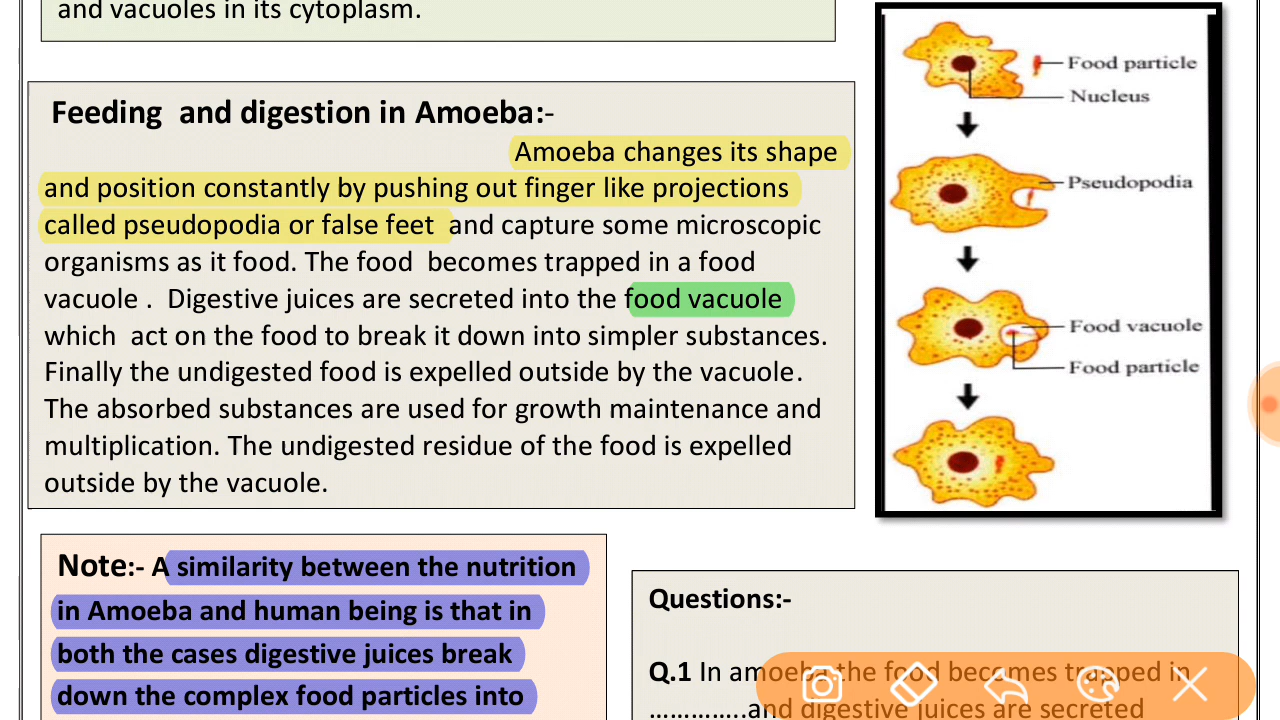 and vacuoles in its cytoplasm.
Feeding  and digestion in Amoeba:-
Amoeba changes its shape
and position constantly by pushing out finger like projections
called pseudopodia or false feet  and capture some microscopic
organisms as it food. The food  becomes trapped in a food
vacuole .  Digestive juices are secreted into the food vacuole
which  act on the food to break it down into simpler substances.
Finally the undigested food is expelled outside by the vacuole.
The absorbed substances are used for growth maintenance and
multiplication. The undigested residue of the food is expelled
outside by the vacuole.
Food particle
Nucleus
Pseudopodia
Food vacuole
Food particle
Note:- A similarity between the nutrition
in Amoeba and human being is that in
both the cases digestive juices break
down the complex food particles into
Questions:-
Q.1 In amoeba the food becomes trapped in
…………..and digestive juices are secreted